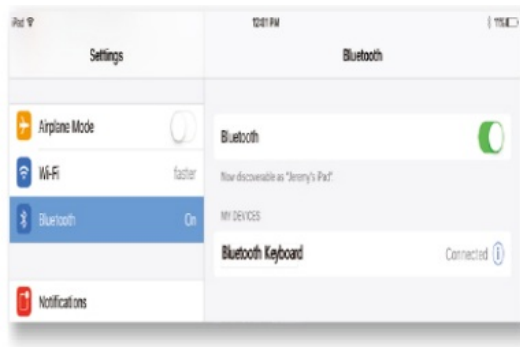 iPad 12:01 PM 11%
Settings Bluetooth
Airplane Mode
Wi-Fi faster
Bluetooth On
Notifications
Bluetooth
Now discoverable as "Jeremy's iPad".
MY DEVICES
Bluetooth Keyboard Connected